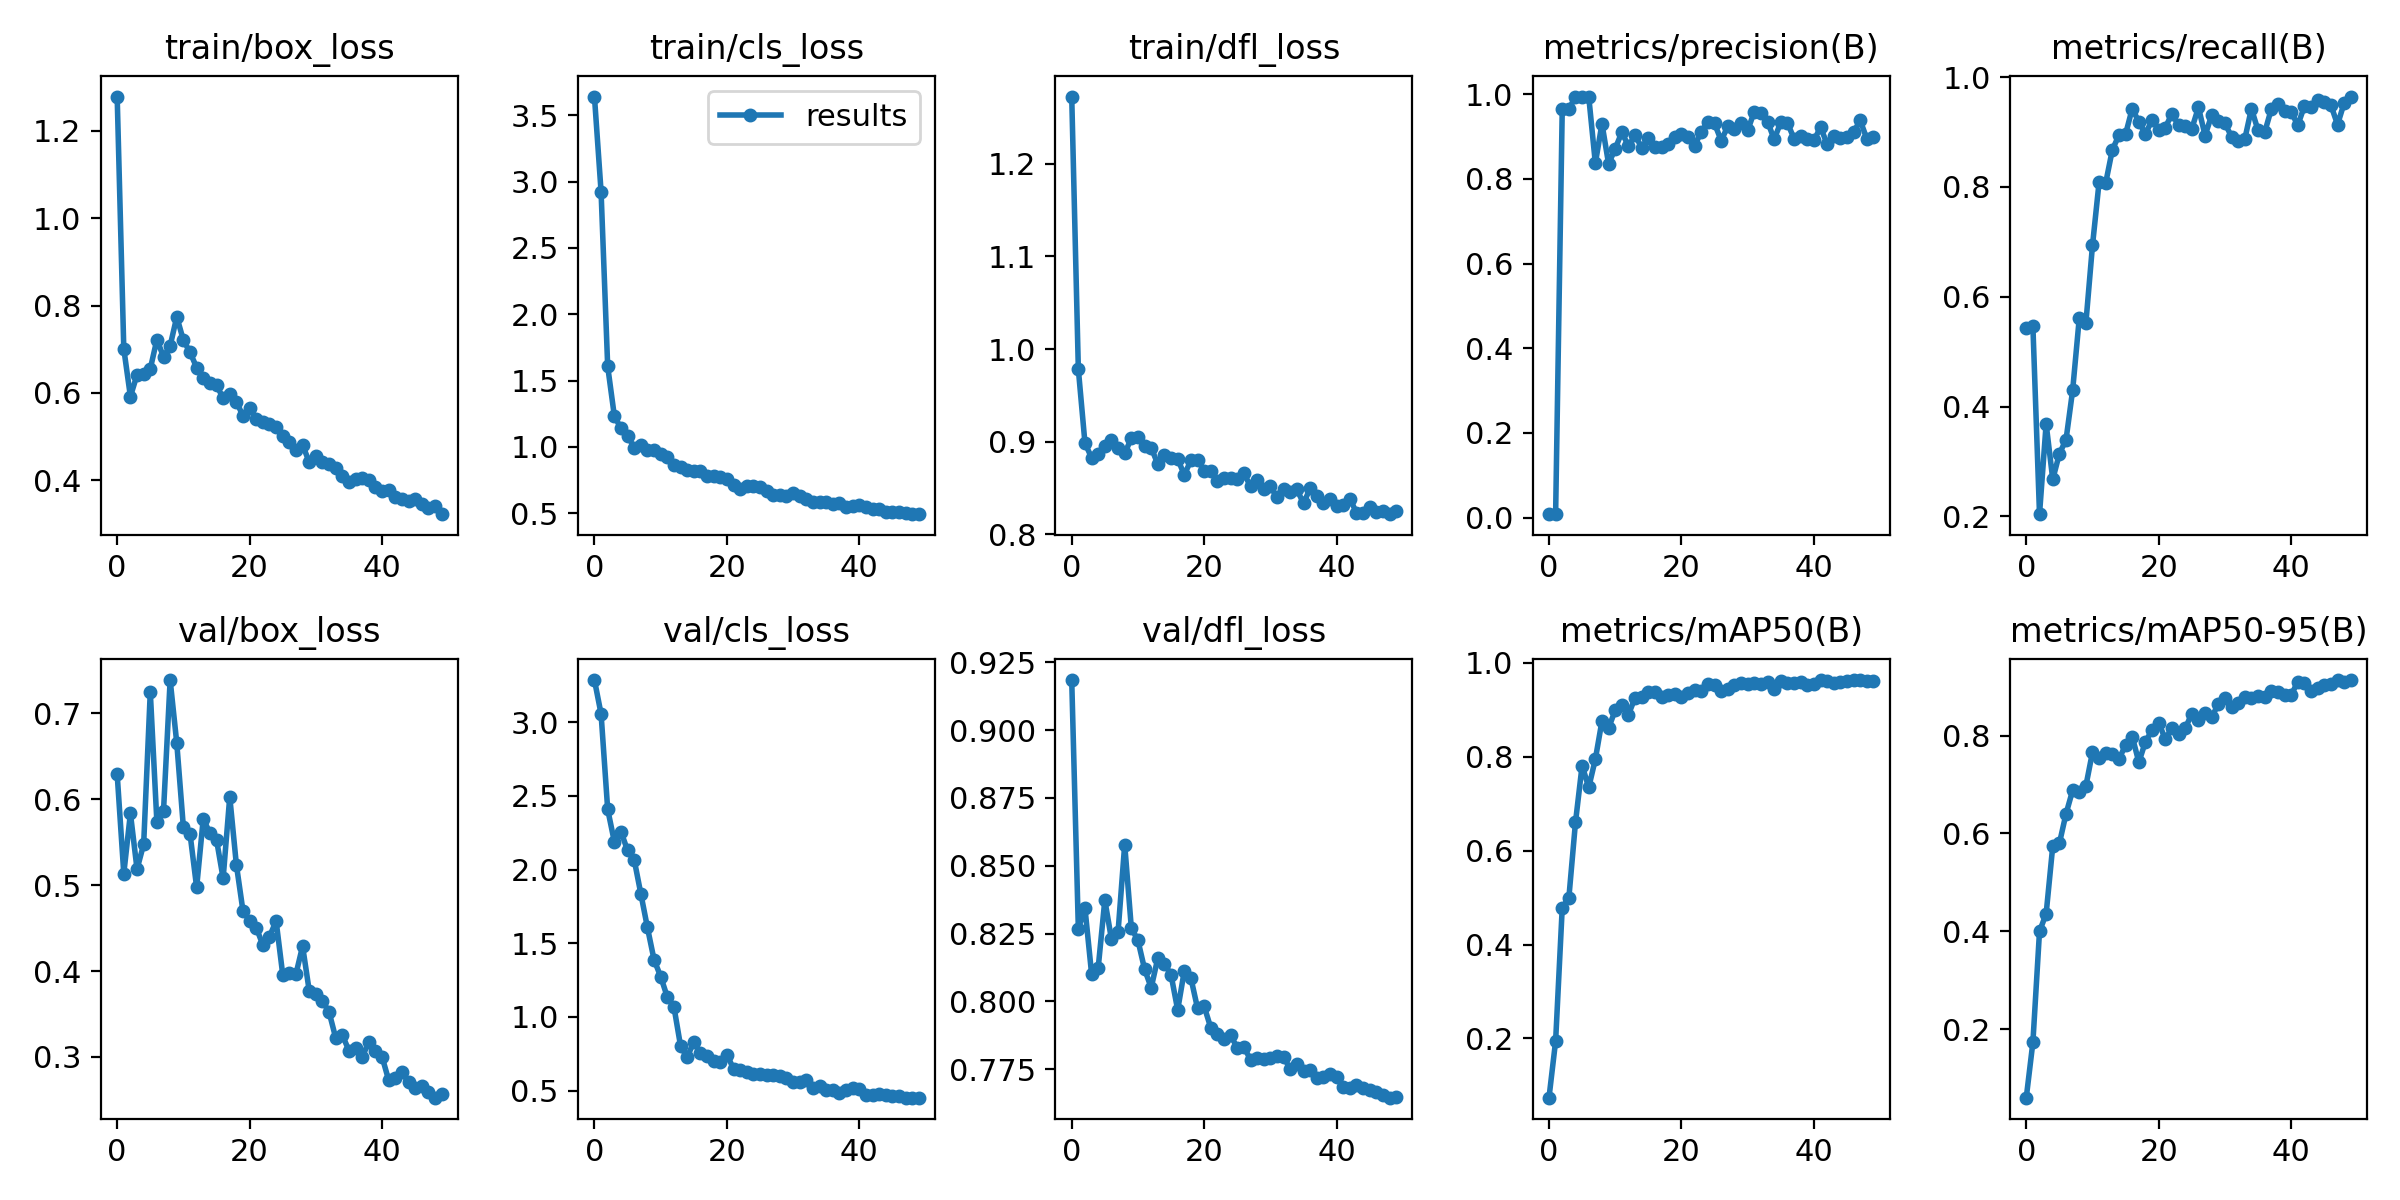 train/box_loss
1.2
1.0
0.8
0.6
0.4
0 20 40
train/cls_loss
results
3.5
3.0
2.5
2.0
1.5
1.0
0.5
0 20 40
train/dfl_loss
1.2
1.1
1.0
0.9
0.8
0 20 40
metrics/precision(B)
1.0
0.8
0.6
0.4
0.2
0.0
0 20 40
metrics/recall(B)
1.0
0.8
0.6
0.4
0.2
0 20 40
val/box_loss
0.7
0.6
0.5
0.4
0.3
0 20 40
val/cls_loss
3.0
2.5
2.0
1.5
1.0
0.5
0 20 40
val/dfl_loss
0.925
0.900
0.875
0.850
0.825
0.800
0.775
0 20 40
metrics/mAP50(B)
1.0
0.8
0.6
0.4
0.2
0 20 40
metrics/mAP50-95(B)
0.8
0.6
0.4
0.2
0 20 40